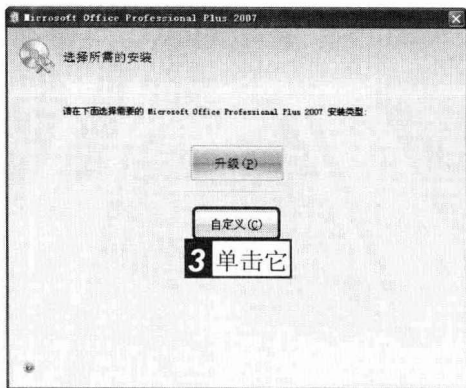 Microsoft Office Professional Plus 2007
选择所需的安装
请在下面选择需要的 Microsoft Office Professional Plus 2007 安装类型:
升级(P)
自定义(C)
3 单击它